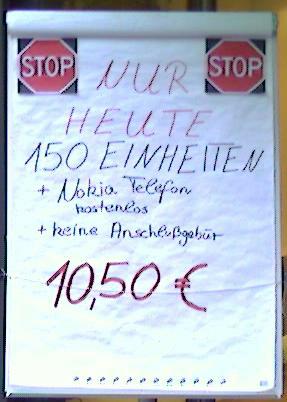 STOP STOP
NUR
HEUTE
150 EINHEITEN
+ Nokia Telefon
kostenlos
+ keine Anschlußgebür
10,50 €